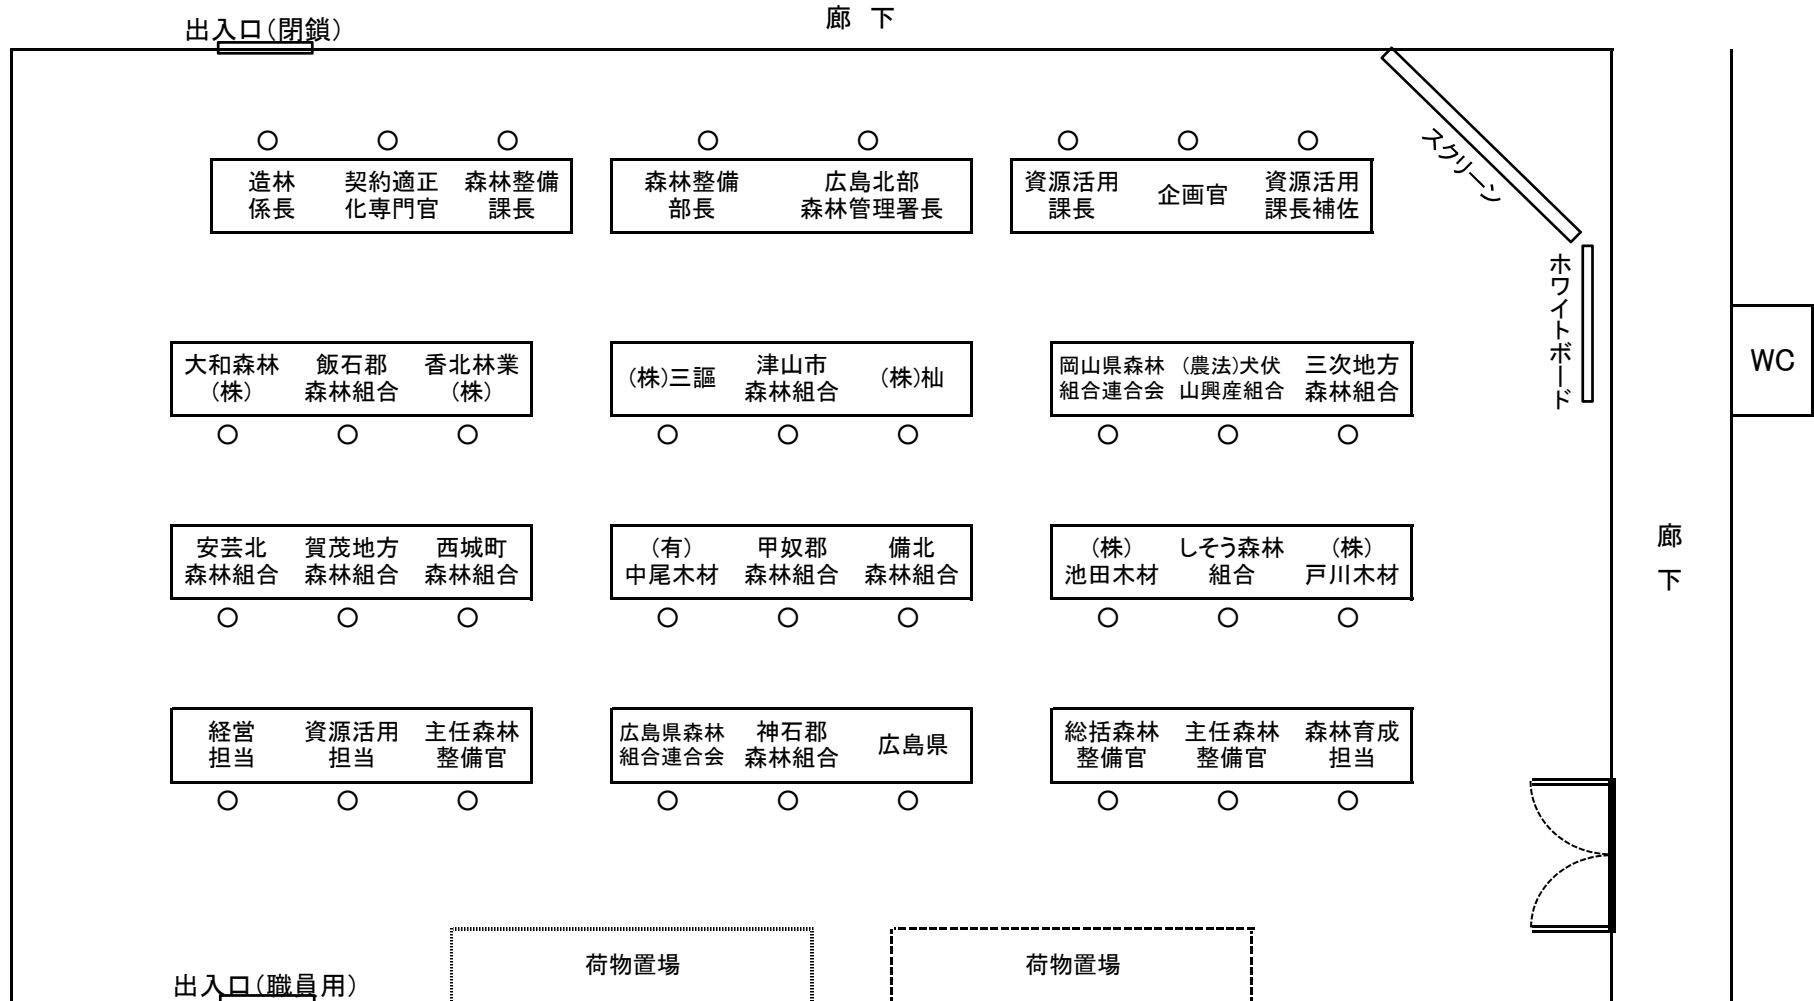 廊 下
出入口(閉鎖)
造林
係長
契約適正
化専門官
森林整備
課長
森林整備
部長
広島北部
森林管理署長
資源活用
課長
企画官
資源活用
課長補佐
スクリーン
ホワイトボード
WC
大和森林
(株)
飯石郡
森林組合
香北林業
(株)
(株)三謳
津山市
森林組合
(株)杣
岡山県森林
組合連合会
(農法)犬伏
山興産組合
三次地方
森林組合
安芸北
森林組合
賀茂地方
森林組合
西城町
森林組合
(有)
中尾木材
甲奴郡
森林組合
備北
森林組合
(株)
池田木材
しそう森林
組合
(株)
戸川木材
廊
下
経営
担当
資源活用
担当
主任森林
整備官
広島県森林
組合連合会
神石郡
森林組合
広島県
総括森林
整備官
主任森林
整備官
森林育成
担当
荷物置場
荷物置場
出入口(職員用)